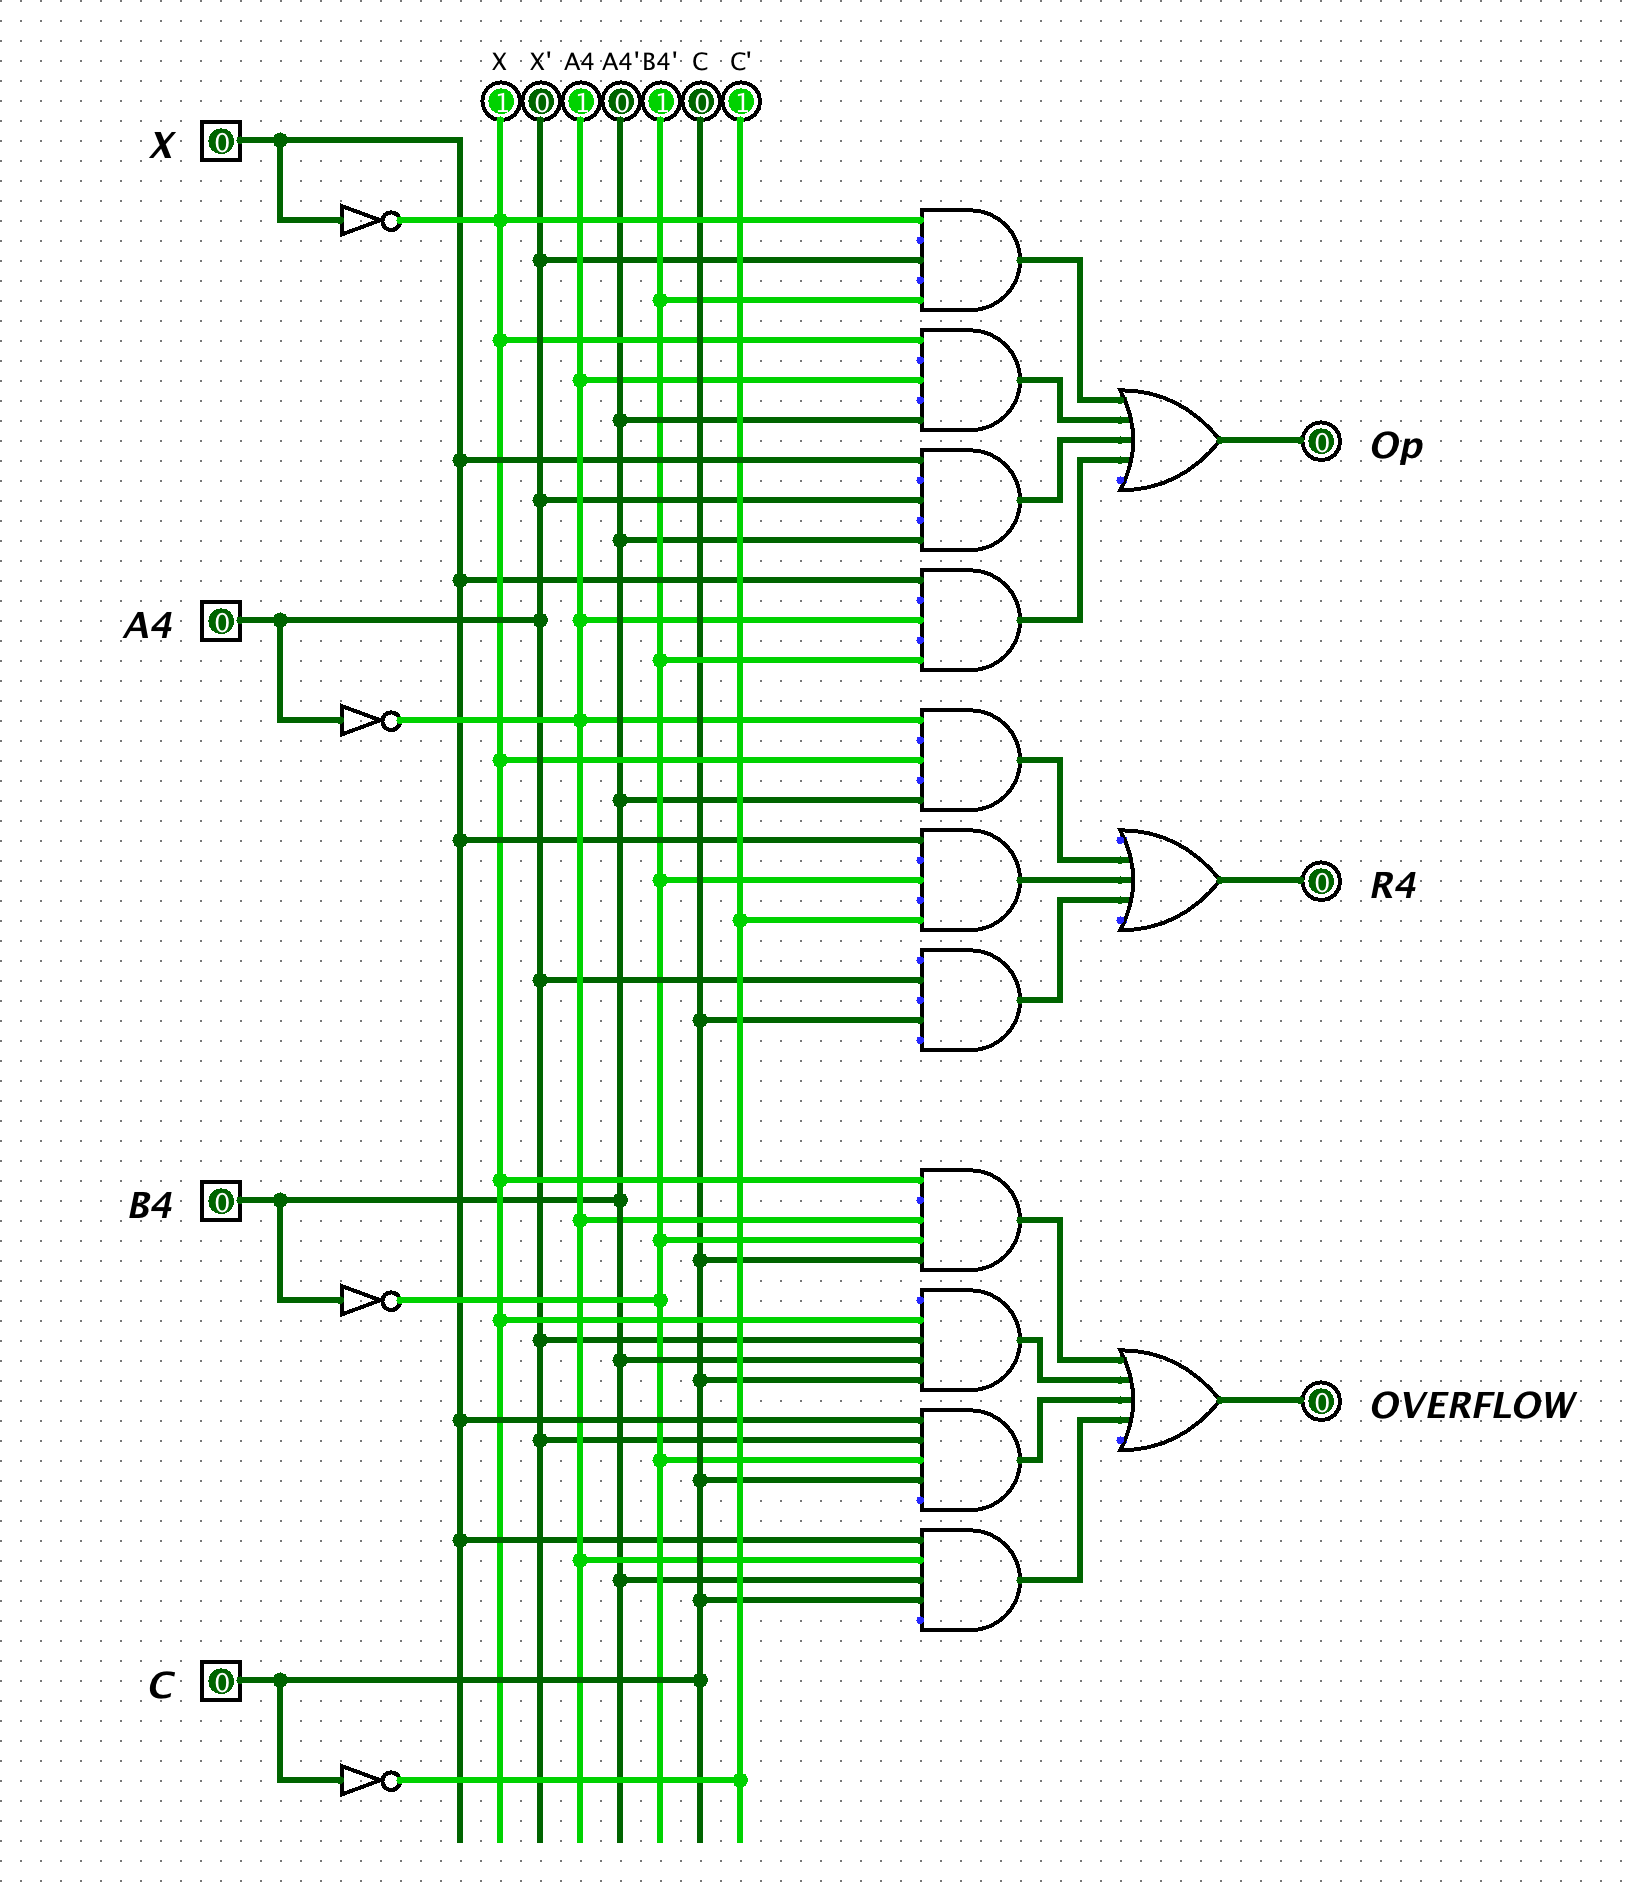 X X' A4 A4' B4' C C'
1 0 1 0 1 0 1
X 0
0 Op
A4 0
0 R4
B4 0
0 OVERFLOW
C 0